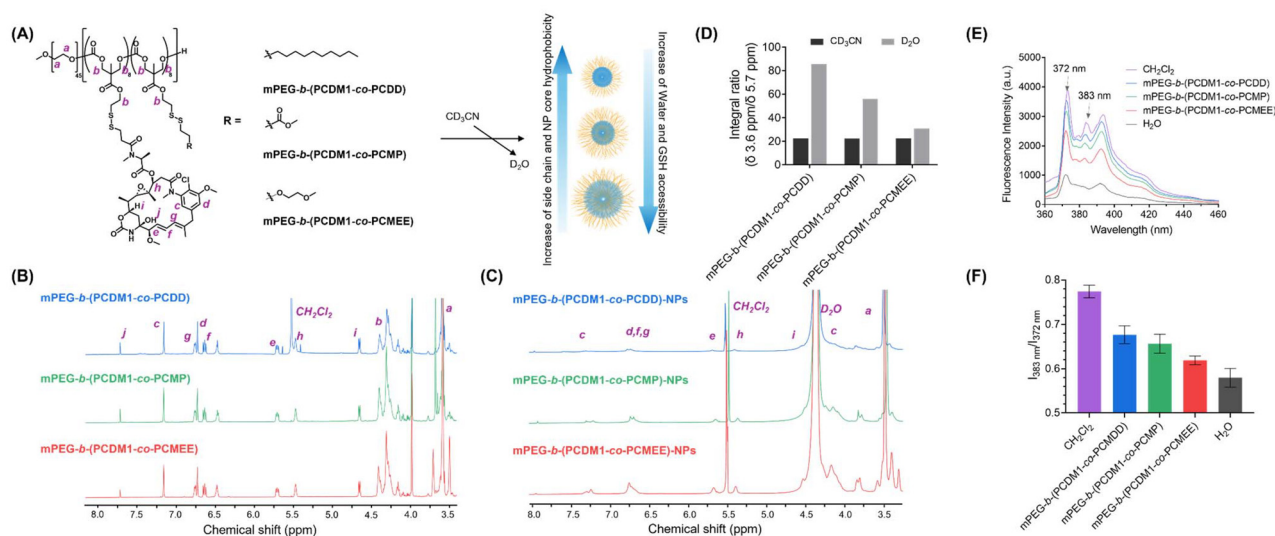 (A)
a
a
a
O
O
H
45
b
b
b
b
b
b
S
S
S
S
R
N
O
h
Cl
N
i
H
OH
j
c
d
g
e
f
N
H
R =
mPEG-b-(PCDM1-co-PCDD)
mPEG-b-(PCDM1-co-PCMP)
mPEG-b-(PCDM1-co-PCMEE)
CD3CN
D2O
Increase of side chain and NP core hydrophobicity
Increase of Water and GSH accessibility
(D)
CD3CN
D2O
Integral ratio
(δ 3.6 ppm/δ 5.7 ppm)
100
80
60
40
20
0
mPEG-b-(PCDM1-co-PCDD)
mPEG-b-(PCDM1-co-PCMP)
mPEG-b-(PCDM1-co-PCMEE)
(E)
372 nm
383 nm
CH2Cl2
mPEG-b-(PCDM1-co-PCDD)
mPEG-b-(PCDM1-co-PCMP)
mPEG-b-(PCDM1-co-PCMEE)
H2O
Fluorescence Intensity (a.u.)
5000
4000
3000
2000
1000
0
360
380
400
420
440
460
Wavelength (nm)
(B)
mPEG-b-(PCDM1-co-PCDD)
CH2Cl2
j
c
g
d
f
e
h
i
b
a
mPEG-b-(PCDM1-co-PCMP)
mPEG-b-(PCDM1-co-PCMEE)
8.0
7.5
7.0
6.5
6.0
5.5
5.0
4.5
4.0
3.5
Chemical shift (ppm)
(C)
mPEG-b-(PCDM1-co-PCDD)-NPs
CH2Cl2
D2O
c
d,f,g
e
h
i
c
a
mPEG-b-(PCDM1-co-PCMP)-NPs
mPEG-b-(PCDM1-co-PCMEE)-NPs
8.0
7.5
7.0
6.5
6.0
5.5
5.0
4.5
4.0
3.5
Chemical shift (ppm)
(F)
I383 nm/I372 nm
0.8
0.7
0.6
0.5
CH2Cl2
mPEG-b-(PCDM1-co-PCMDD)
mPEG-b-(PCDM1-co-PCMP)
mPEG-b-(PCDM1-co-PCMEE)
H2O